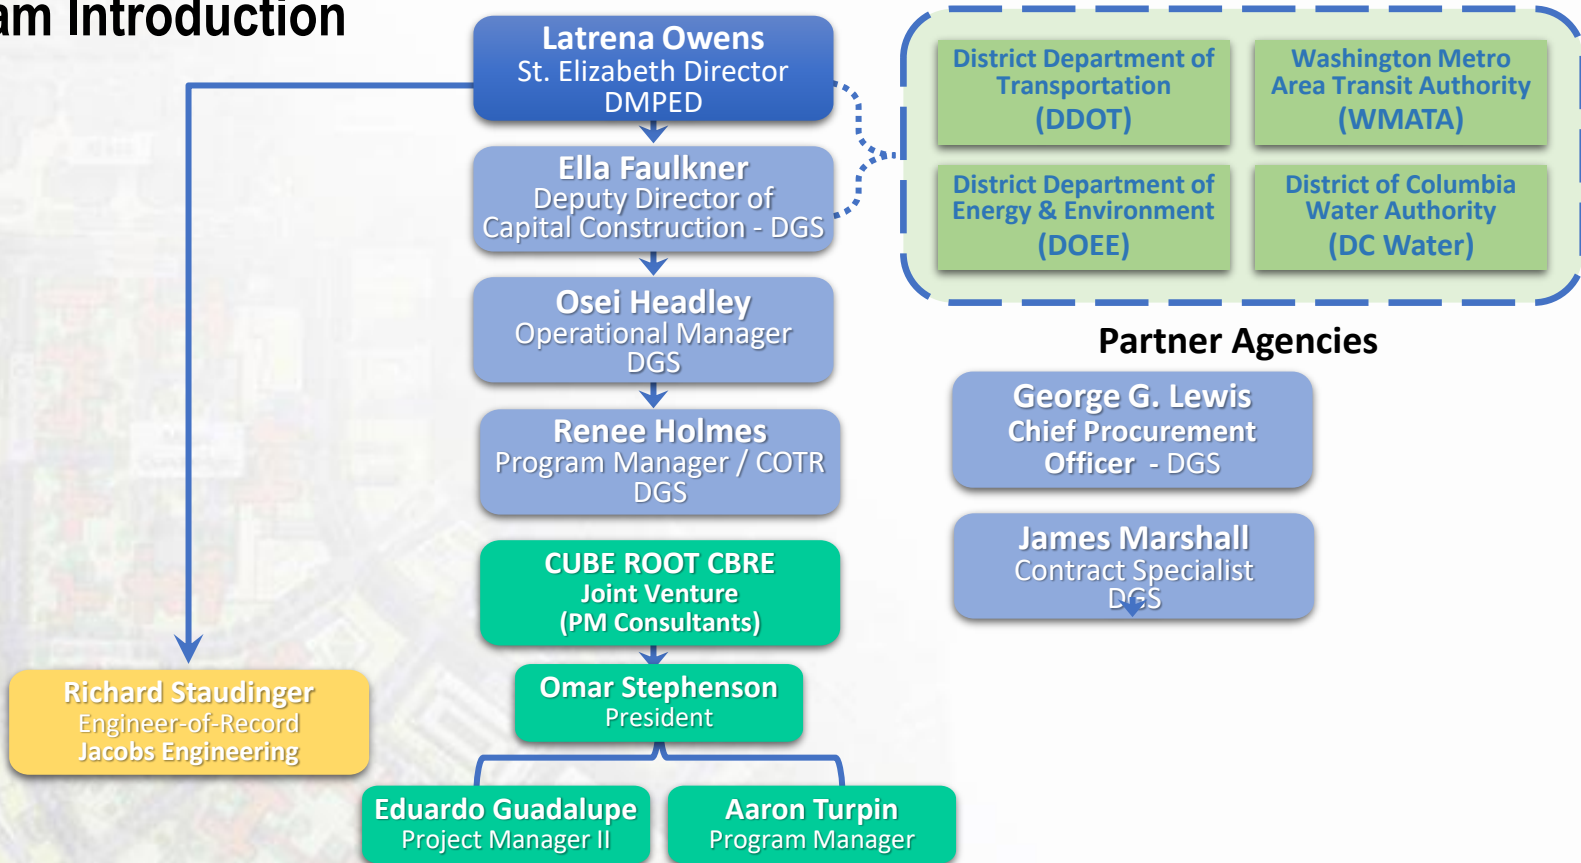 am Introduction
Latrena Owens
St. Elizabeth Director
DMPED
Ella Faulkner
Deputy Director of
Capital Construction - DGS
Osei Headley
Operational Manager
DGS
Renee Holmes
Program Manager / COTR
DGS
CUBE ROOT CBRE
Joint Venture
(PM Consultants)
Omar Stephenson
President
Eduardo Guadalupe
Project Manager II
Aaron Turpin
Program Manager
Richard Staudinger
Engineer-of-Record
Jacobs Engineering
District Department of
Transportation
(DDOT)
Washington Metro
Area Transit Authority
(WMATA)
District Department of
Energy & Environment
(DOEE)
District of Columbia
Water Authority
(DC Water)
Partner Agencies
George G. Lewis
Chief Procurement
Officer - DGS
James Marshall
Contract Specialist
DGS